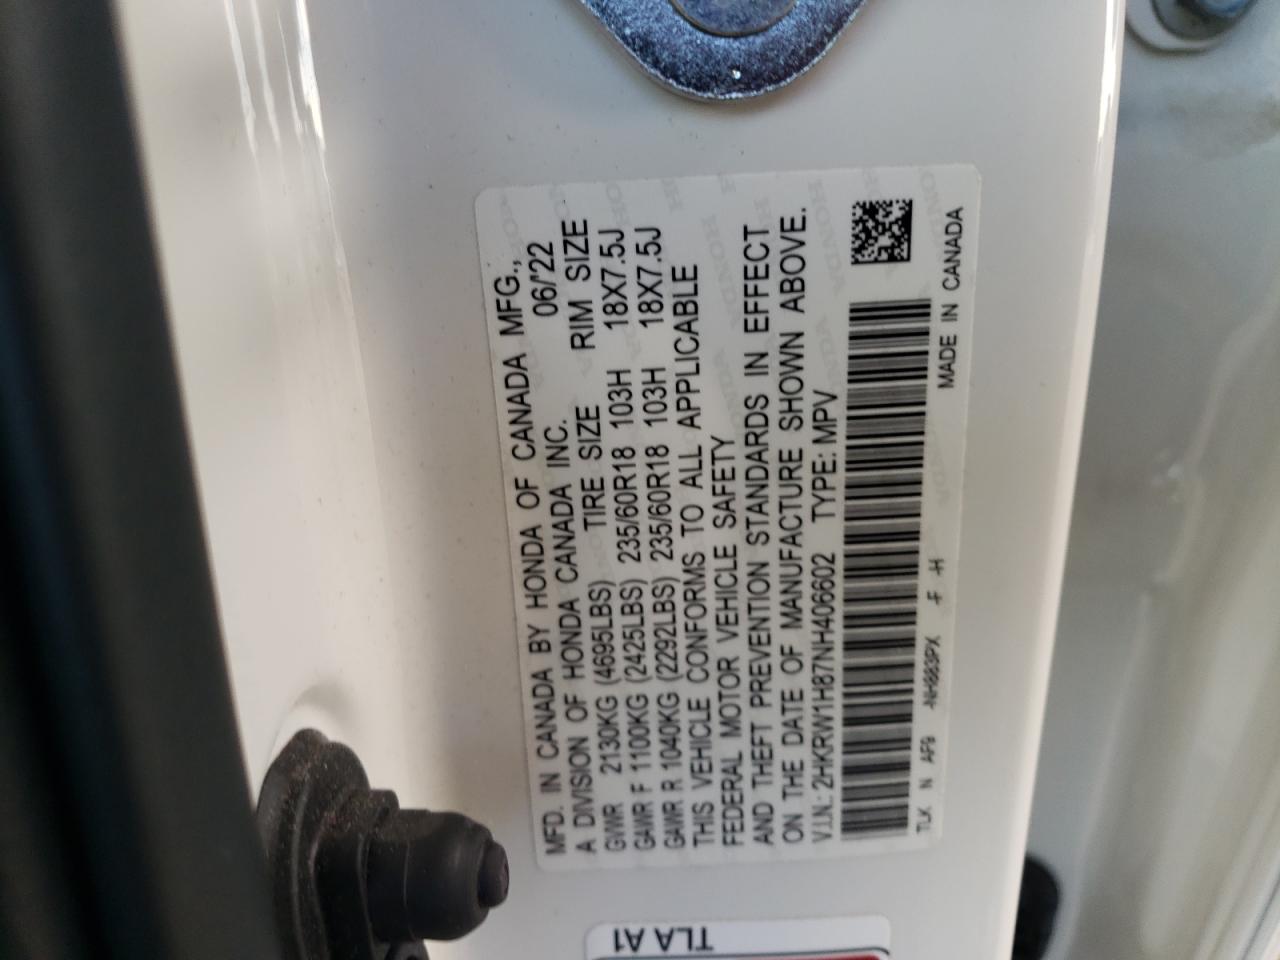 MFD. IN CANADA BY HONDA OF CANADA MFG.,
A DIVISION OF HONDA CANADA INC. 06/'22
GVWR 2130KG (4695LBS) TIRE SIZE RIM SIZE
GAWR F 1100KG (2425LBS) 235/60R18 103H 18X7.5J
GAWR R 1040KG (2292LBS) 235/60R18 103H 18X7.5J
THIS VEHICLE CONFORMS TO ALL APPLICABLE
FEDERAL MOTOR VEHICLE SAFETY
AND THEFT PREVENTION STANDARDS IN EFFECT
ON THE DATE OF MANUFACTURE SHOWN ABOVE.
V.I.N.: 2HKRW1H87NH406602 TYPE: MPV
TLK N AF9 -NH883PX -F -H MADE IN CANADA
TLA A1